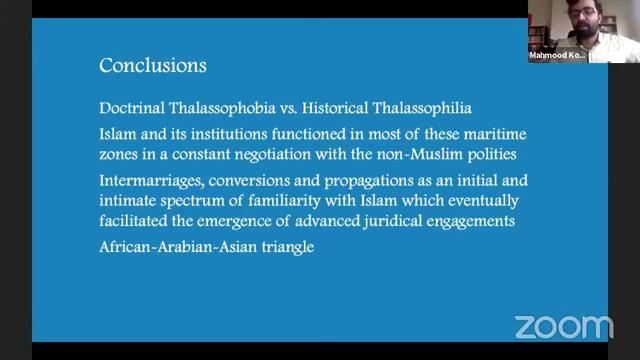 Mahmood Ko...
Conclusions
Doctrinal Thalassophobia vs. Historical Thalassophilia
Islam and its institutions functioned in most of these maritime
zones in a constant negotiation with the non-Muslim polities
Intermarriages, conversions and propagations as an initial and
intimate spectrum of familiarity with Islam which eventually
facilitated the emergence of advanced juridical engagements
African-Arabian-Asian triangle
zoom